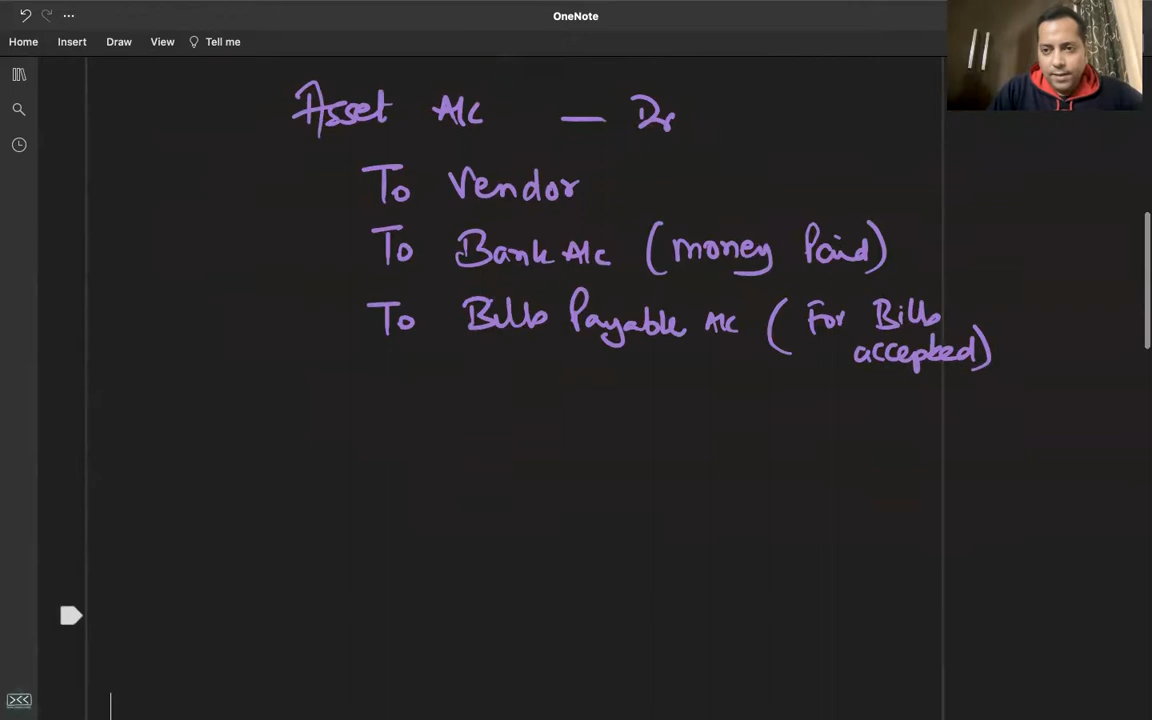 OneNote
Home Insert Draw View Tell me
Asset A/c — Dr
To Vendor
To Bank A/c (Money Paid)
To Bills Payable A/c (For Bills
accepted)